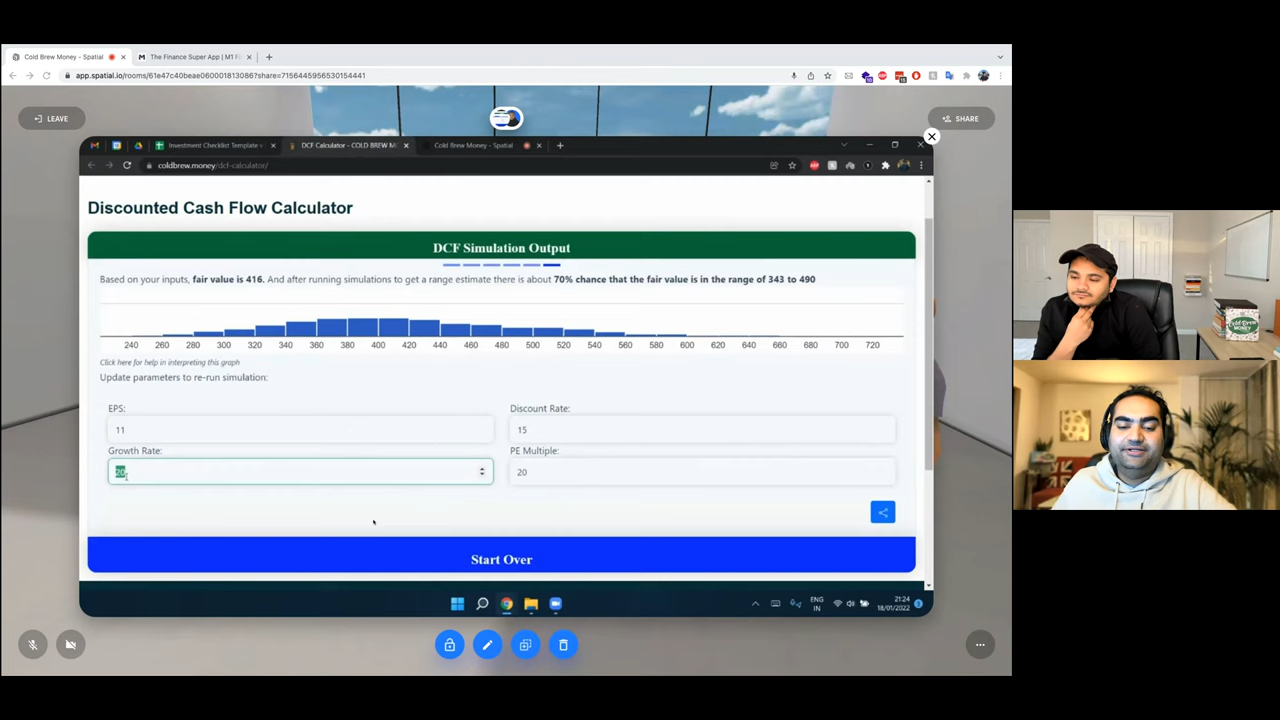 Cold Brew Money - Spatial
The Finance Super App | M1 Fi
app.spatial.io/rooms/61e47c40beae0600018130867share=7156445956530154441
LEAVE
SHARE
Investment Checklist Template v
DCF Calculator - COLD BREW M
Cold Brew Money - Spatial
coldbrew.money/dcf-calculator/
Discounted Cash Flow Calculator
DCF Simulation Output
Based on your inputs, fair value is 416. And after running simulations to get a range estimate there is about 70% chance that the fair value is in the range of 343 to 490
240 260 280 300 320 340 360 380 400 420 440 460 480 500 520 540 560 580 600 620 640 660 680 700 720
Click here for help in interpreting this graph
Update parameters to re-run simulation:
EPS:
Discount Rate:
11
15
Growth Rate:
PE Multiple:
20
20
Start Over
ENG
IN
21:24
18/01/2022
Cold Brew
MONEY